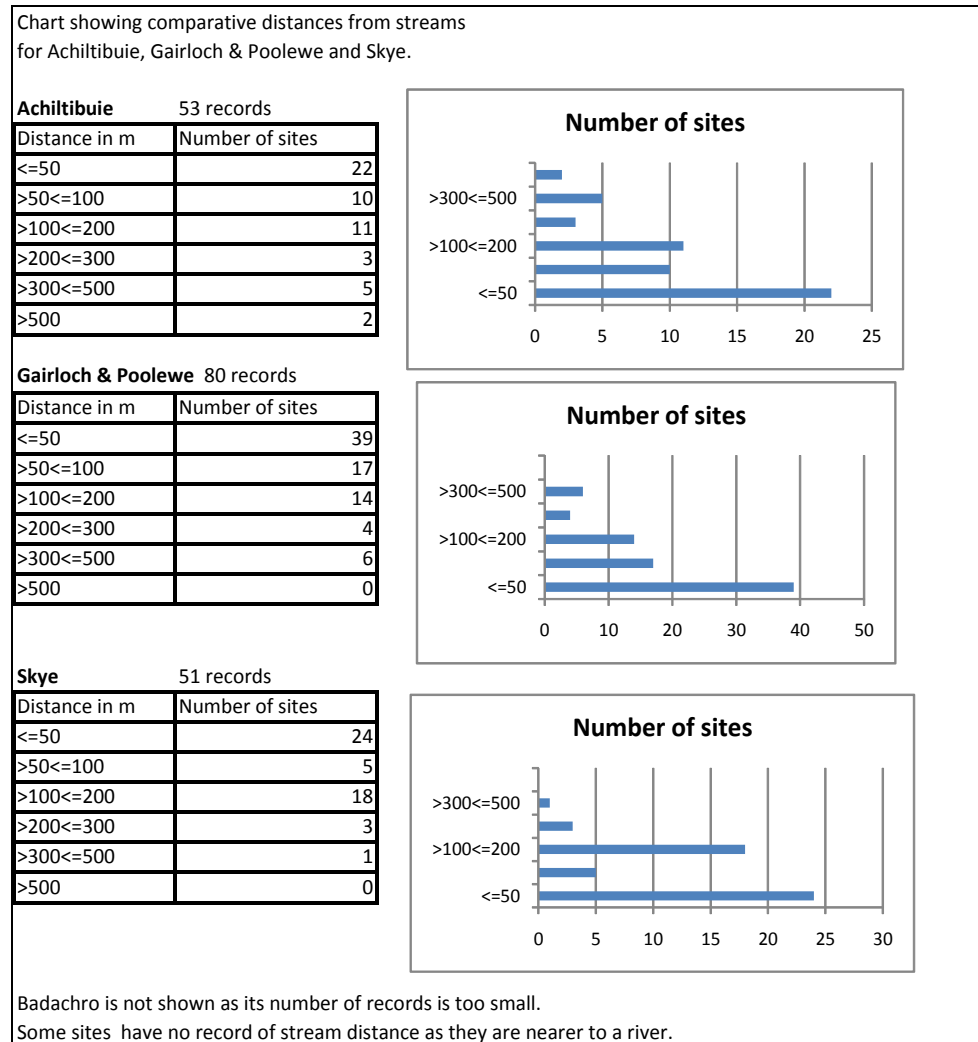 Chart showing comparative distances from streams
for Achiltibuie, Gairloch & Poolewe and Skye.
Achiltibuie 53 records
Distance in m Number of sites
<=50 22
>50<=100 10
>100<=200 11
>200<=300 3
>300<=500 5
>500 2
Number of sites
>300<=500
>100<=200
<=50
0 5 10 15 20 25
Gairloch & Poolewe 80 records
Distance in m Number of sites
<=50 39
>50<=100 17
>100<=200 14
>200<=300 4
>300<=500 6
>500 0
Number of sites
>300<=500
>100<=200
<=50
0 10 20 30 40 50
Skye 51 records
Distance in m Number of sites
<=50 24
>50<=100 5
>100<=200 18
>200<=300 3
>300<=500 1
>500 0
Number of sites
>300<=500
>100<=200
<=50
0 5 10 15 20 25 30
Badachro is not shown as its number of records is too small.
Some sites have no record of stream distance as they are nearer to a river.